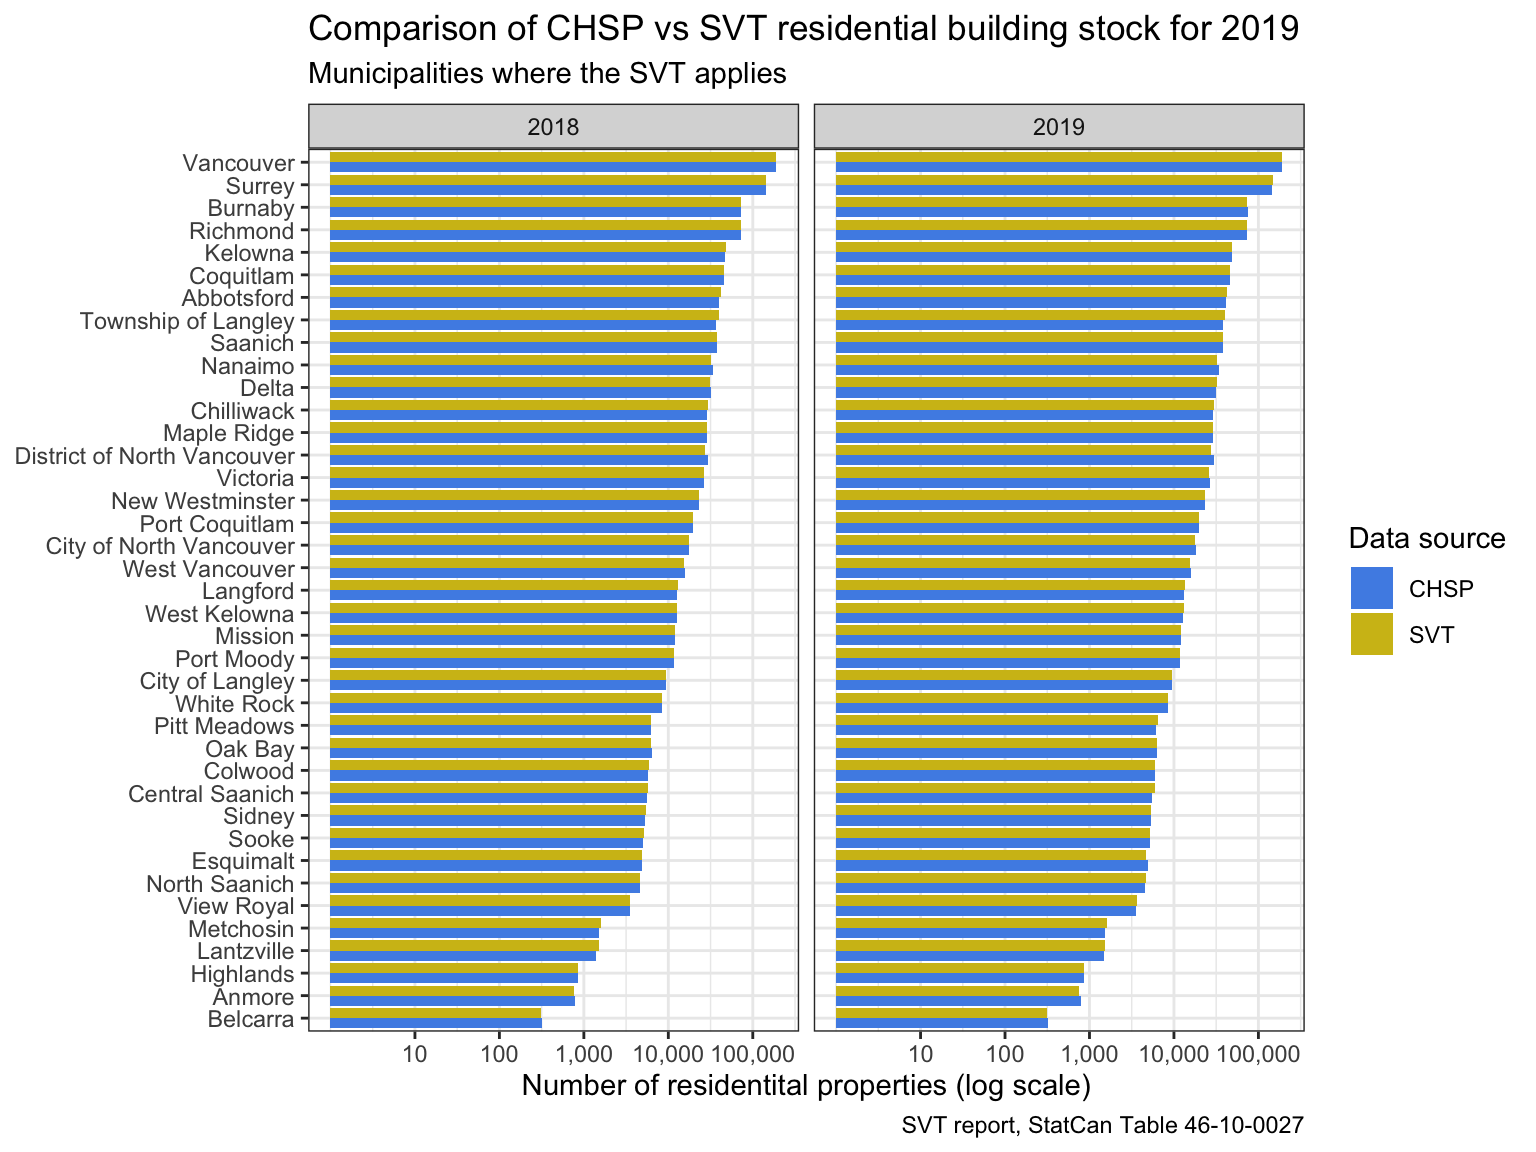 Comparison of CHSP vs SVT residential building stock for 2019
Municipalities where the SVT applies
2018
2019
Vancouver
Surrey
Burnaby
Richmond
Kelowna
Coquitlam
Abbotsford
Township of Langley
Saanich
Nanaimo
Delta
Chilliwack
Maple Ridge
District of North Vancouver
Victoria
New Westminster
Port Coquitlam
City of North Vancouver
West Vancouver
Langford
West Kelowna
Mission
Port Moody
City of Langley
White Rock
Pitt Meadows
Oak Bay
Colwood
Central Saanich
Sidney
Sooke
Esquimalt
North Saanich
View Royal
Metchosin
Lantzville
Highlands
Anmore
Belcarra
10 100 1,000 10,000 100,000
10 100 1,000 10,000 100,000
Number of residentital properties (log scale)
Data source
CHSP
SVT
SVT report, StatCan Table 46-10-0027